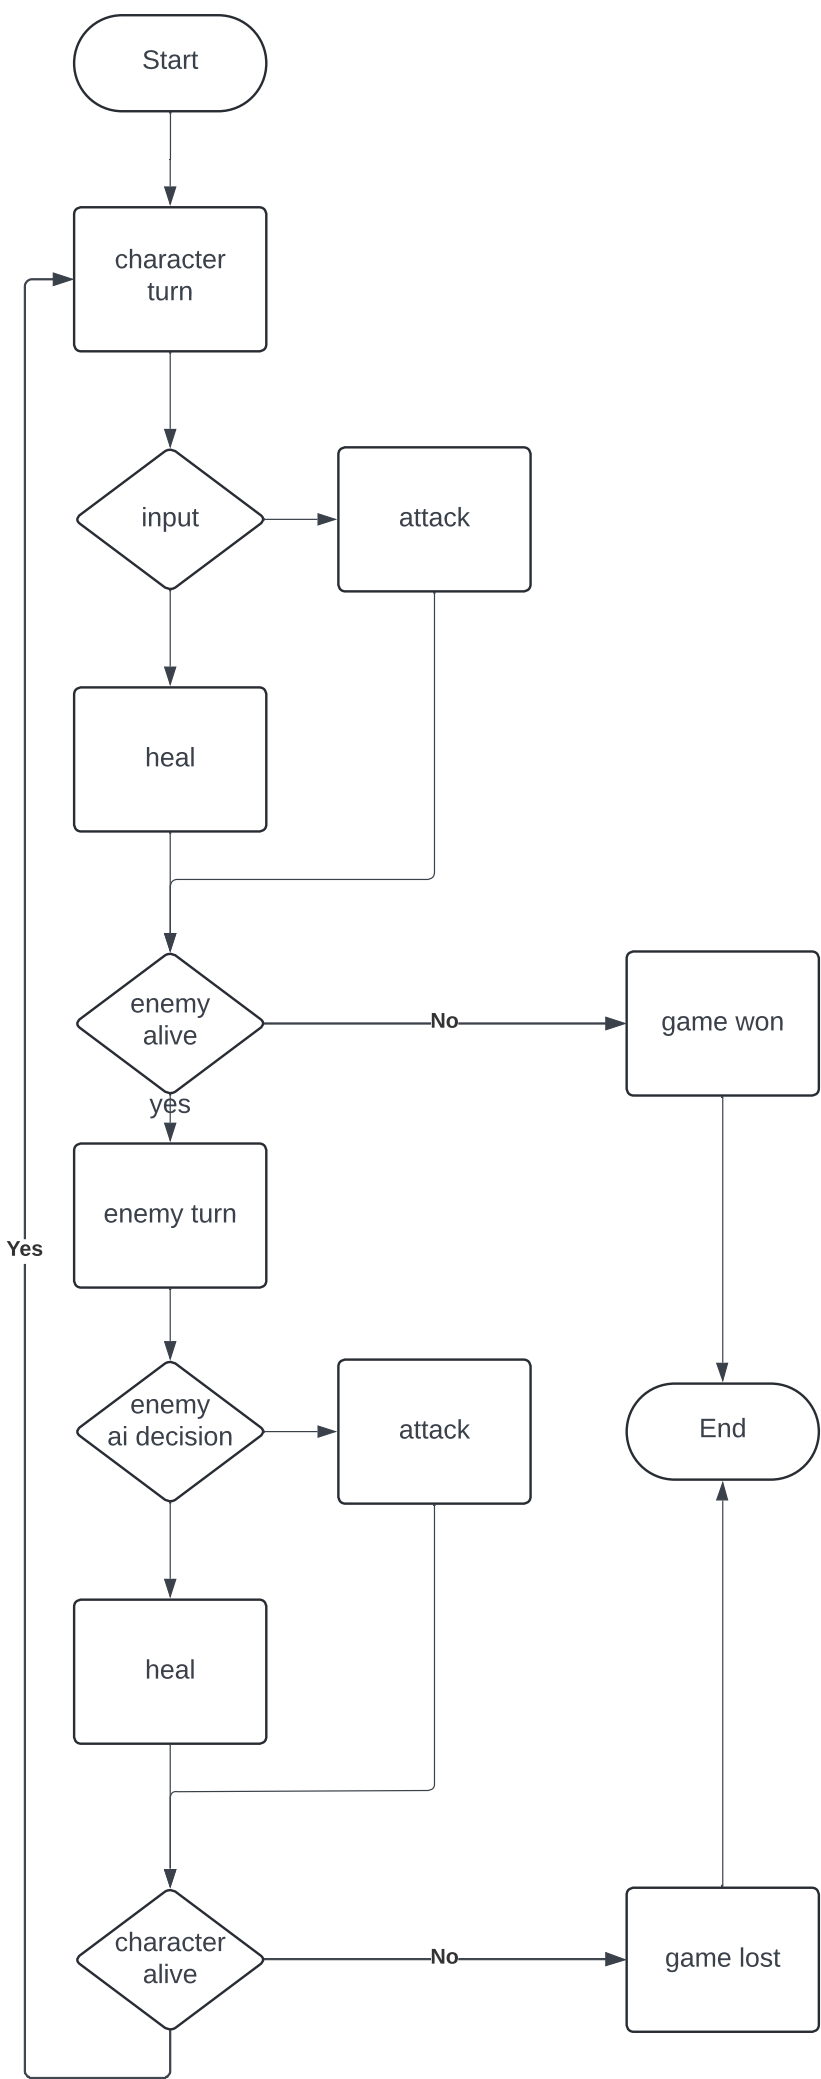 Start
character
turn
input
attack
heal
enemy
alive
No
game won
yes
enemy turn
Yes
enemy
ai decision
attack
End
heal
character
alive
No
game lost